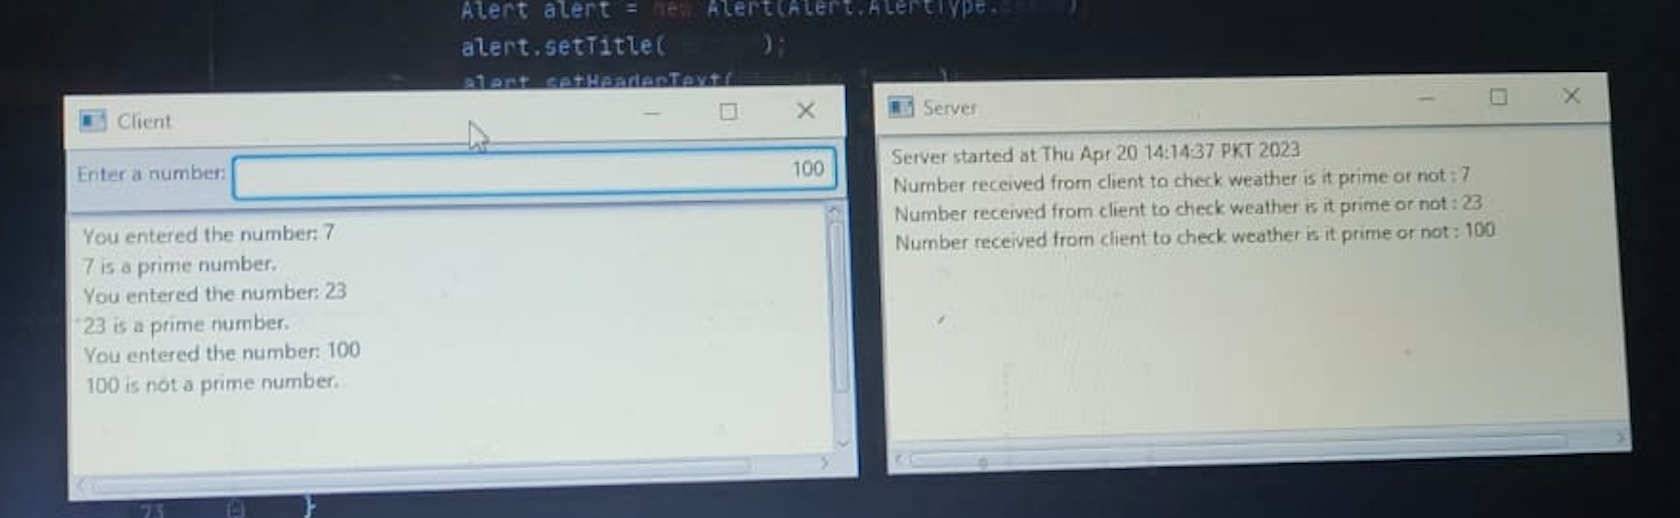 Alert alert = new Alert(Alert.AlertType.
alert.setTitle( );
alert.setHeaderText( );
Client
Enter a number: 100
You entered the number: 7
7 is a prime number.
You entered the number: 23
23 is a prime number.
You entered the number: 100
100 is not a prime number.
Server
Server started at Thu Apr 20 14:14:37 PKT 2023
Number received from client to check weather is it prime or not : 7
Number received from client to check weather is it prime or not : 23
Number received from client to check weather is it prime or not : 100
73 }